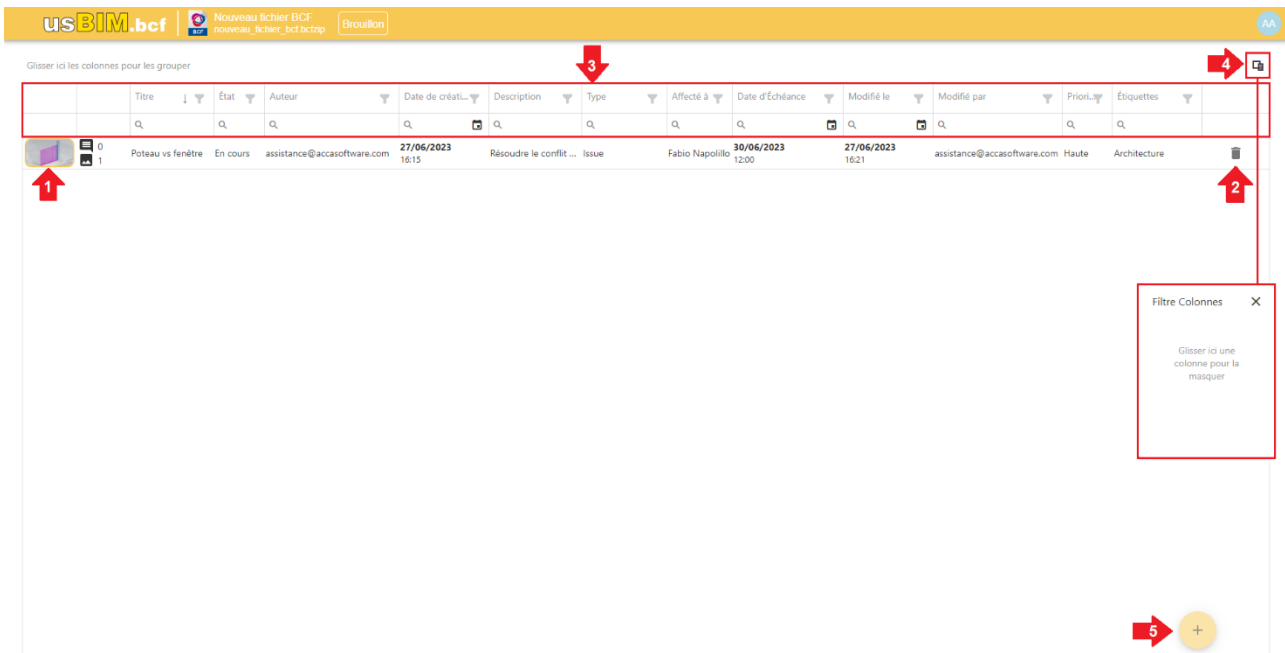 usBIM.bcf
BCF
Nouveau fichier BCF
nouveau_fichier_bcf.bcfzip
Brouillon
AA
Glisser ici les colonnes pour les grouper
3
4
Titre État Auteur Date de créati... Description Type Affecté à Date d'Échéance Modifié le Modifié par Priori... Étiquettes
0
1
Poteau vs fenêtre En cours assistance@accasoftware.com 27/06/2023 Résoudre le conflit ... Issue Fabio Napolillo 30/06/2023 27/06/2023 assistance@accasoftware.com Haute Architecture
16:15 12:00 16:21
1
2
Filtre Colonnes
Glisser ici une
colonne pour la
masquer
5